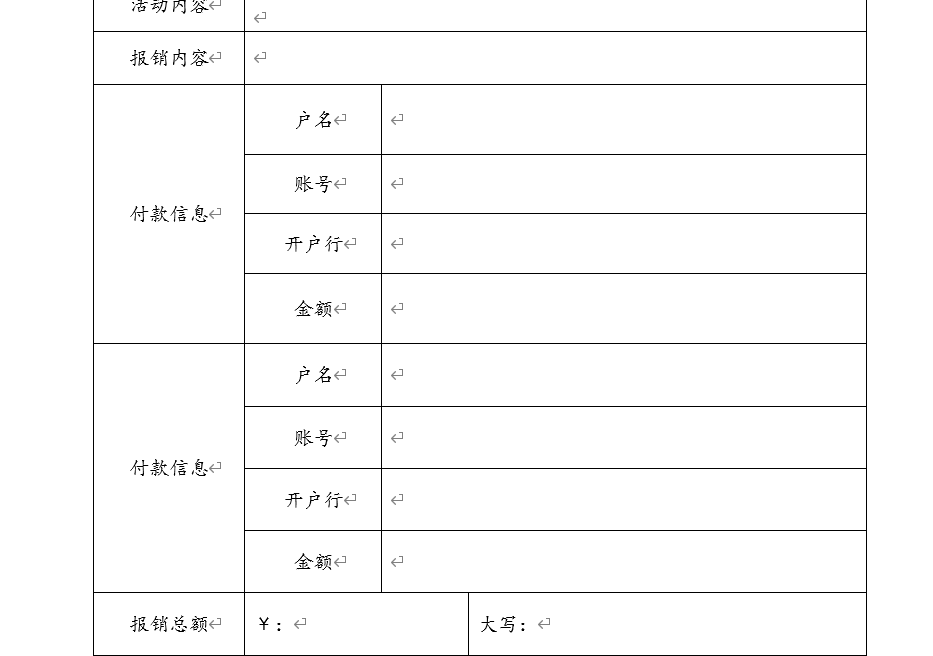 活动内容
报销内容
户名
账号
付款信息
开户行
金额
户名
账号
付款信息
开户行
金额
报销总额 ￥： 大写：